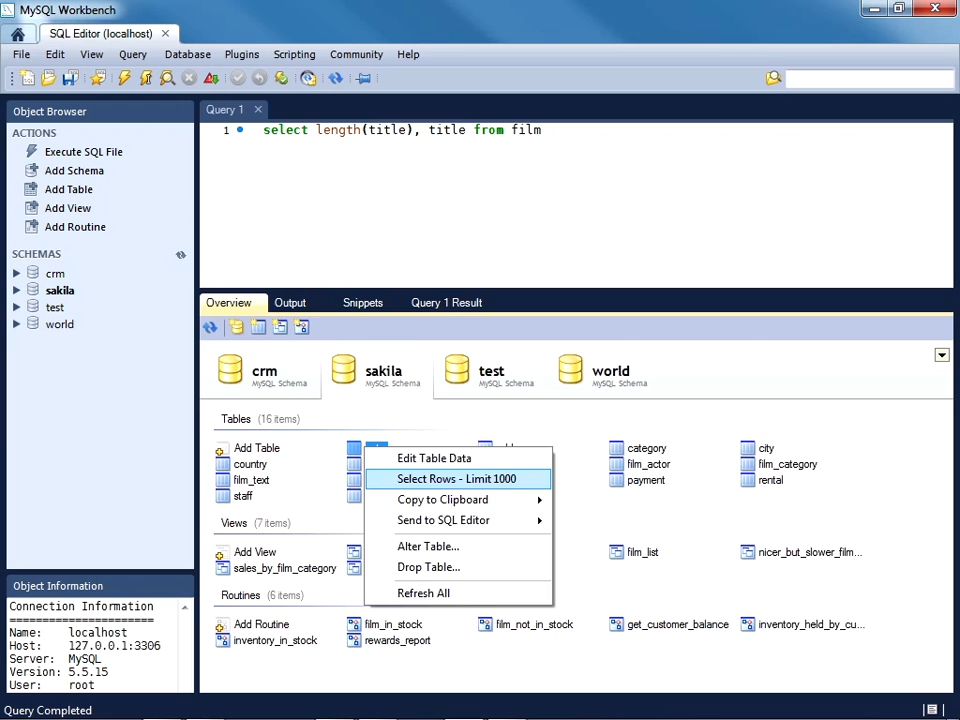 MySQL Workbench
SQL Editor (localhost)
File Edit View Query Database Plugins Scripting Community Help
Object Browser
ACTIONS
Execute SQL File
Add Schema
Add Table
Add View
Add Routine
SCHEMAS
crm
sakila
test
world
Query 1
1 select length(title), title from film
Overview Output Snippets Query 1 Result
crm
MySQL Schema
sakila
MySQL Schema
test
MySQL Schema
world
MySQL Schema
Tables (16 items)
Add Table category city
country film_actor film_category
film_text payment rental
staff
Views (7 items)
Add View film_list nicer_but_slower_film...
sales_by_film_category
Routines (6 items)
Add Routine film_in_stock film_not_in_stock get_customer_balance inventory_held_by_cu...
inventory_in_stock rewards_report
Edit Table Data
Select Rows - Limit 1000
Copy to Clipboard
Send to SQL Editor
Alter Table...
Drop Table...
Refresh All
Object Information
Connection Information
======================
Name: localhost
Host: 127.0.0.1:3306
Server: MySQL
Version: 5.5.15
User: root
Query Completed